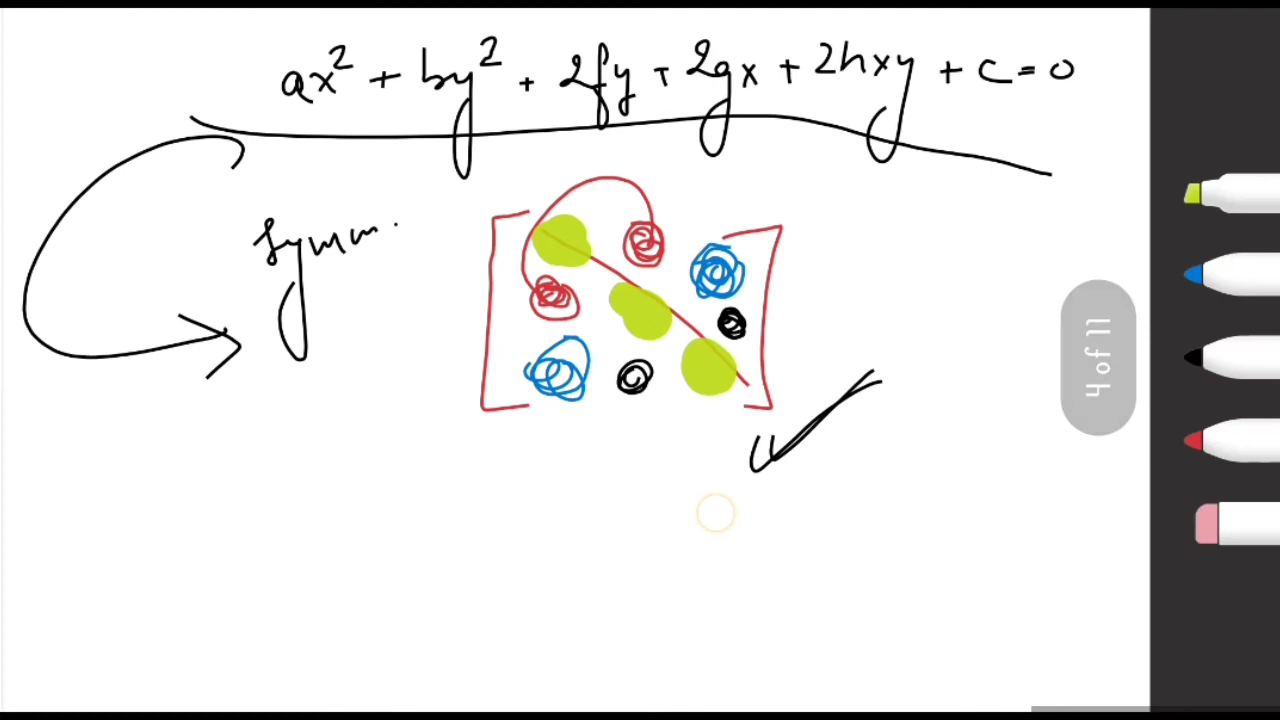 ax² + by² + 2fy + 2gx + 2hxy + c = 0
Symm.
4 of 11